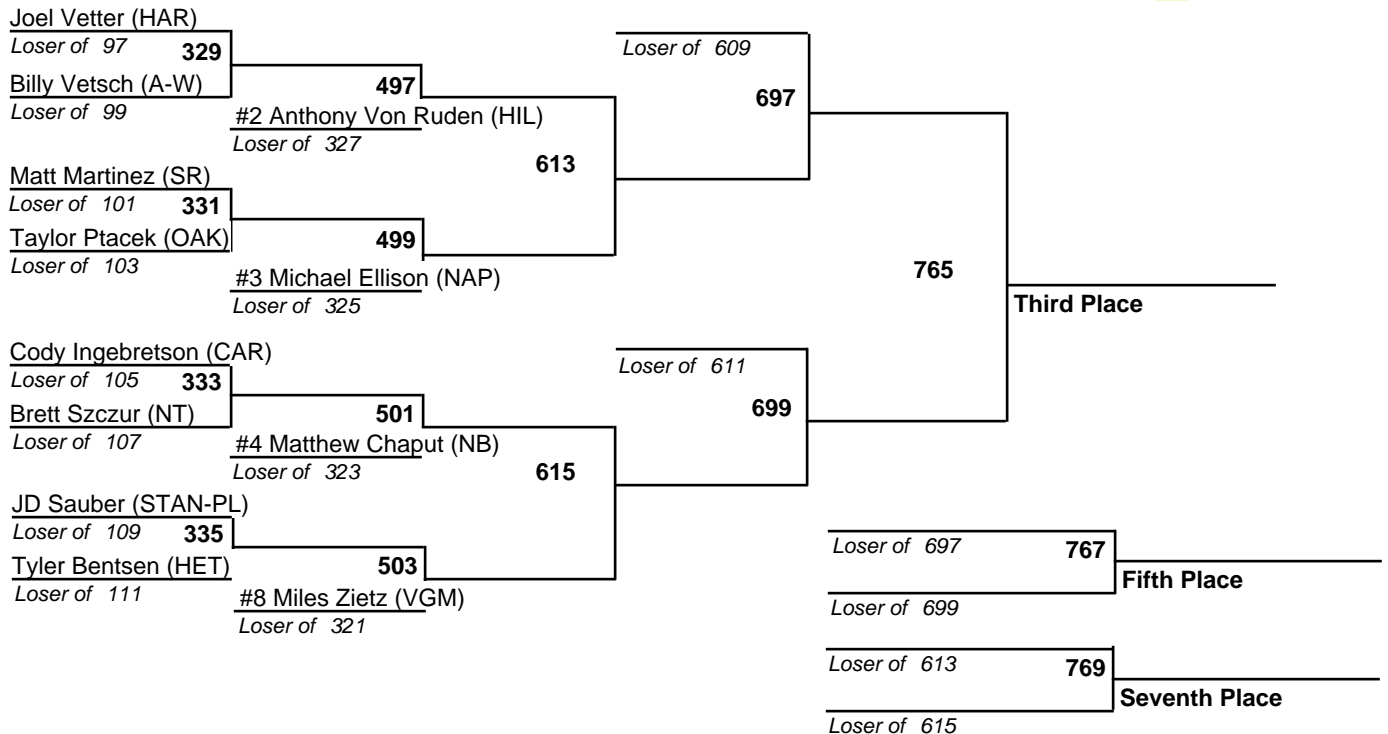 Joel Vetter (HAR)
Loser of 97 329
Billy Vetsch (A-W)
Loser of 99
497
#2 Anthony Von Ruden (HIL)
Loser of 327
613
Matt Martinez (SR)
Loser of 101 331
Taylor Ptacek (OAK)
Loser of 103
499
#3 Michael Ellison (NAP)
Loser of 325
Loser of 609
697
765
Third Place
Cody Ingebretson (CAR)
Loser of 105 333
Brett Szczur (NT)
Loser of 107
501
#4 Matthew Chaput (NB)
Loser of 323
615
JD Sauber (STAN-PL)
Loser of 109 335
Tyler Bentsen (HET)
Loser of 111
503
#8 Miles Zietz (VGM)
Loser of 321
Loser of 611
699
Loser of 697 767
Fifth Place
Loser of 699
Loser of 613 769
Seventh Place
Loser of 615